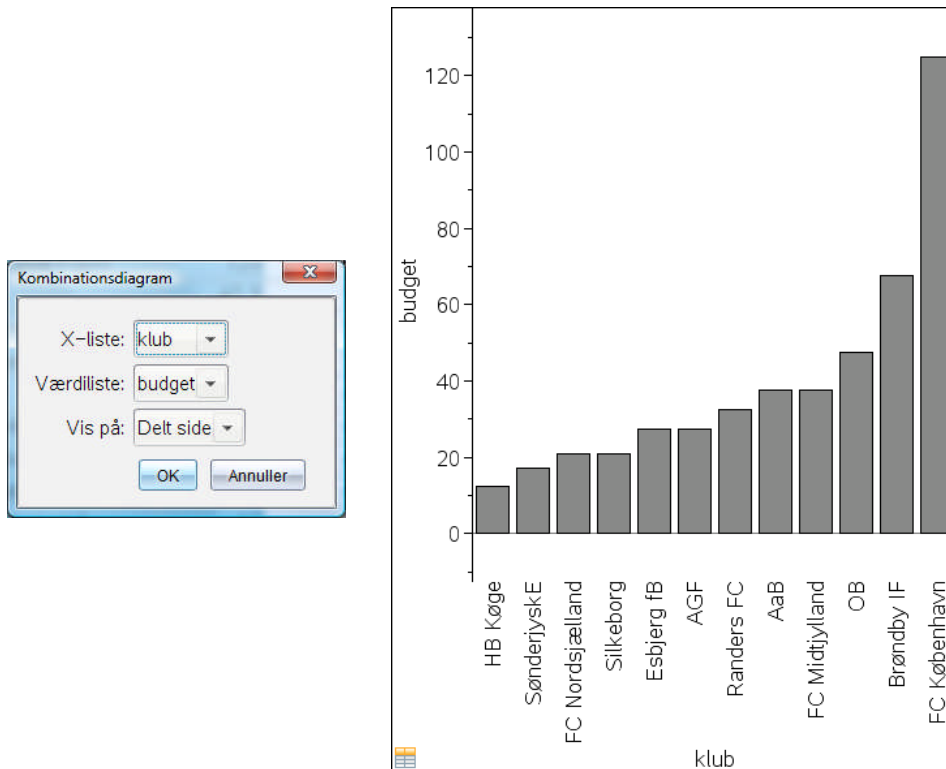 Kombinationsdiagram
X-liste: klub
Værdiliste: budget
Vis på: Delt side
OK Annuller
budget
120
100
80
60
40
20
0
HB Køge
SønderjyskE
FC Nordsjælland
Silkeborg
Esbjerg fB
AGF
Randers FC
AaB
FC Midtjylland
OB
Brøndby IF
FC København
klub